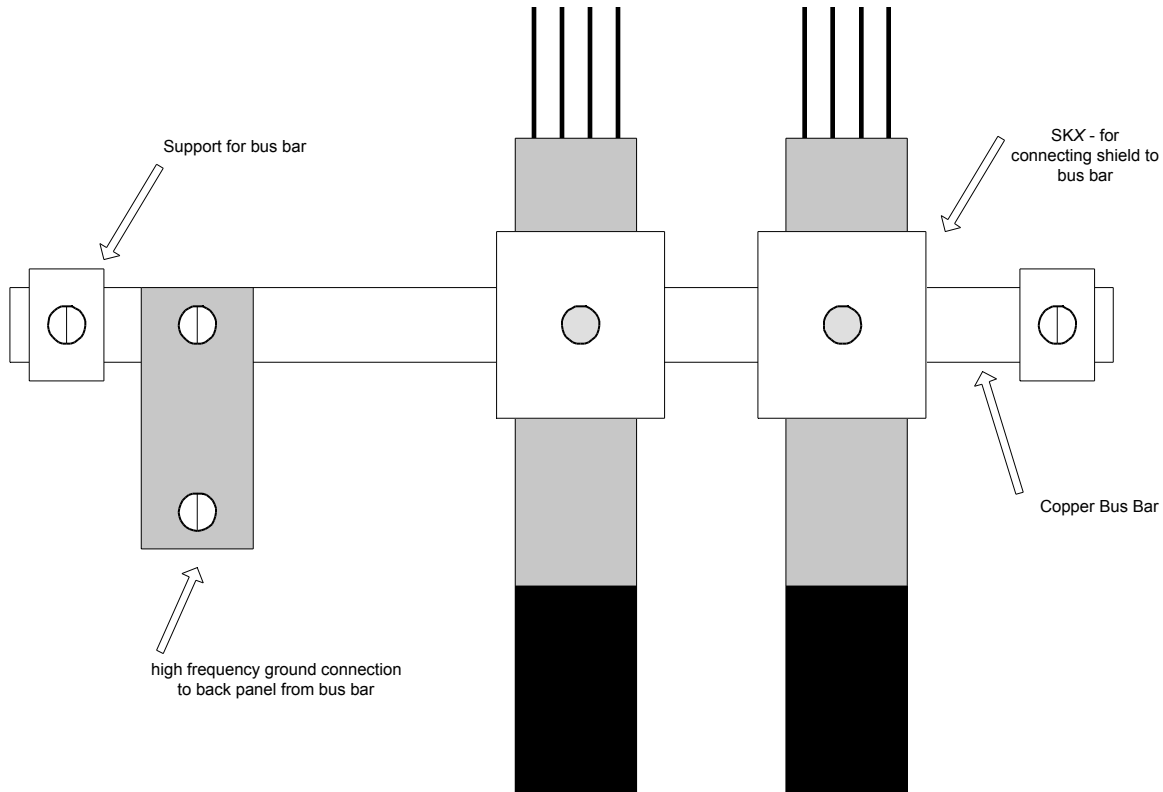 Support for bus bar
SKX - for
connecting shield to
bus bar
Copper Bus Bar
high frequency ground connection
to back panel from bus bar